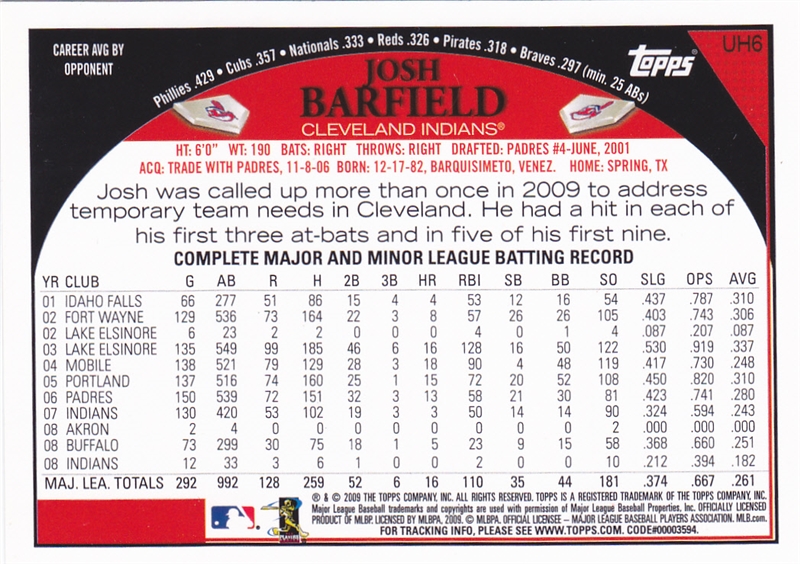 CAREER AVG BY
OPPONENT
Phillies .429 • Cubs .357 • Nationals .333 • Reds .326 • Pirates .318 • Braves .297 (min. 25 ABs)
topps
UH6
JOSH
BARFIELD
CLEVELAND INDIANS®
HT: 6'0" WT: 190 BATS: RIGHT THROWS: RIGHT DRAFTED: PADRES #4-JUNE, 2001
ACQ: TRADE WITH PADRES, 11-8-06 BORN: 12-17-82, BARQUISIMETO, VENEZ. HOME: SPRING, TX
Josh was called up more than once in 2009 to address
temporary team needs in Cleveland. He had a hit in each of
his first three at-bats and in five of his first nine.
COMPLETE MAJOR AND MINOR LEAGUE BATTING RECORD
YR CLUB G AB R H 2B 3B HR RBI SB BB SO SLG OPS AVG
01 IDAHO FALLS 66 277 51 86 15 4 4 53 12 16 54 .437 .787 .310
02 FORT WAYNE 129 536 73 164 22 3 8 57 26 26 105 .403 .743 .306
02 LAKE ELSINORE 6 23 2 2 0 0 0 4 0 1 4 .087 .207 .087
03 LAKE ELSINORE 135 549 99 185 46 6 16 128 16 50 122 .530 .919 .337
04 MOBILE 138 521 79 129 28 3 18 90 4 48 119 .417 .730 .248
05 PORTLAND 137 516 74 160 25 1 15 72 20 52 108 .450 .820 .310
06 PADRES 150 539 72 151 32 3 13 58 21 30 81 .423 .741 .280
07 INDIANS 130 420 53 102 19 3 3 50 14 14 90 .324 .594 .243
08 AKRON 2 4 0 0 0 0 0 0 0 0 2 .000 .000 .000
08 BUFFALO 73 299 30 75 18 1 5 23 9 15 58 .368 .660 .251
08 INDIANS 12 33 3 6 1 0 0 2 0 0 10 .212 .394 .182
MAJ. LEA. TOTALS 292 992 128 259 52 6 16 110 35 44 181 .374 .667 .261
® & © 2009 THE TOPPS COMPANY, INC. ALL RIGHTS RESERVED. TOPPS IS A REGISTERED TRADEMARK OF THE TOPPS COMPANY, INC.
Major League Baseball trademarks and copyrights are used with permission of Major League Baseball Properties, Inc. OFFICIALLY LICENSED
PRODUCT OF MLBP. LICENSED BY MLBPA, 2009. © MLBPA. OFFICIAL LICENSEE – MAJOR LEAGUE BASEBALL PLAYERS ASSOCIATION. MLB.com
FOR TRACKING INFO, PLEASE SEE WWW.TOPPS.COM. CODE#00003594.